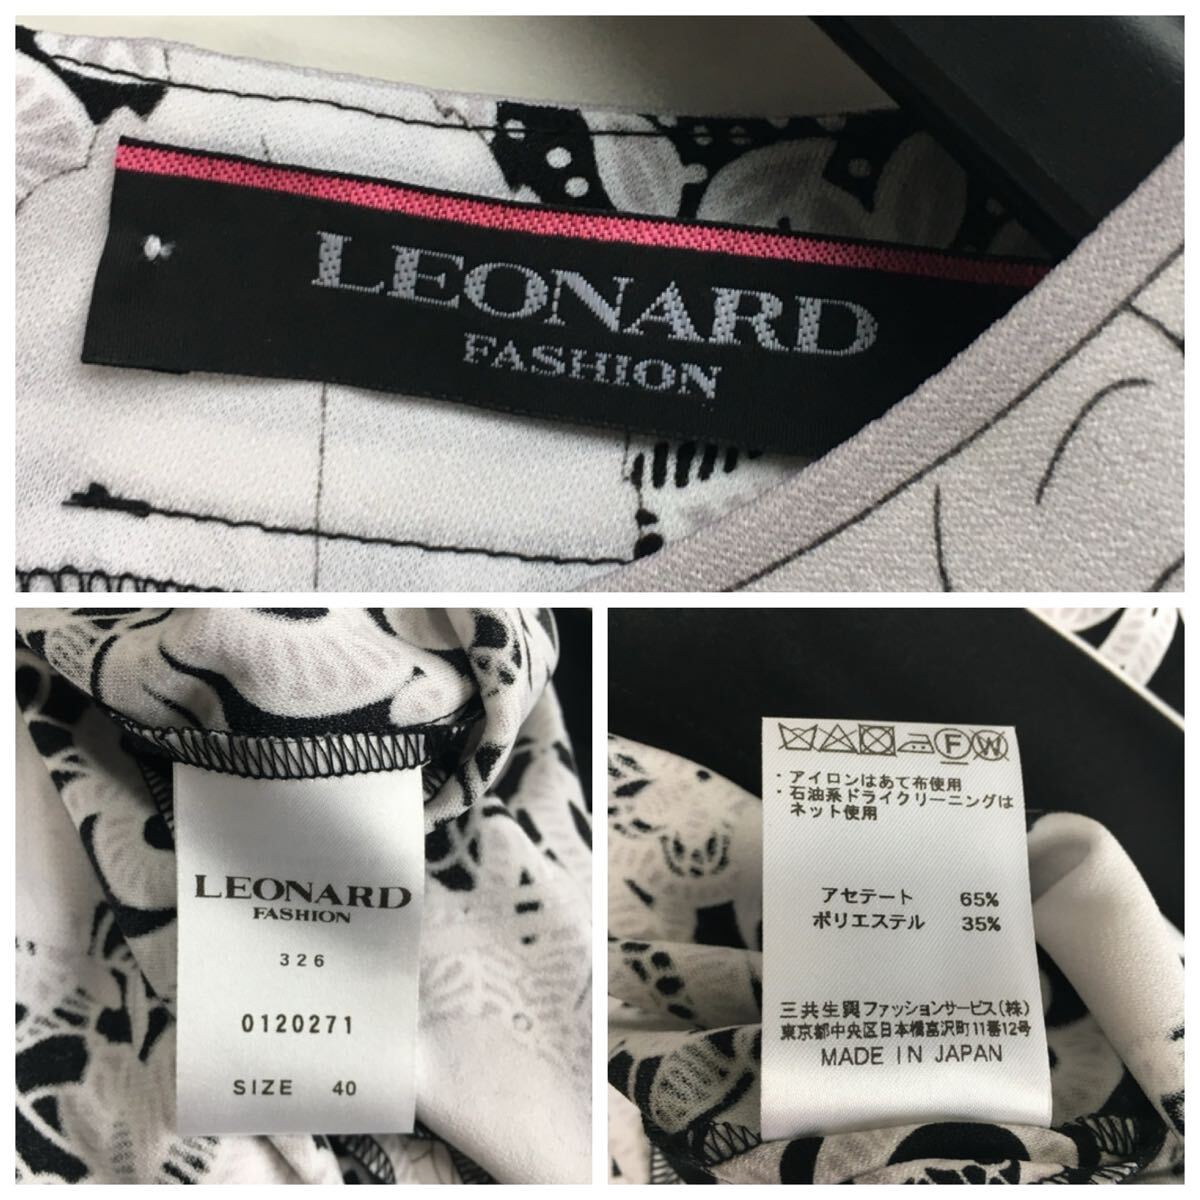 LEONARD
FASHION
LEONARD
FASHION
326
0120271
SIZE 40
F W
・アイロンはあて布使用
・石油系ドライクリーニングは
ネット使用
アセテート 65%
ポリエステル 35%
三共生興ファッションサービス(株)
東京都中央区日本橋富沢町11番12号
MADE IN JAPAN